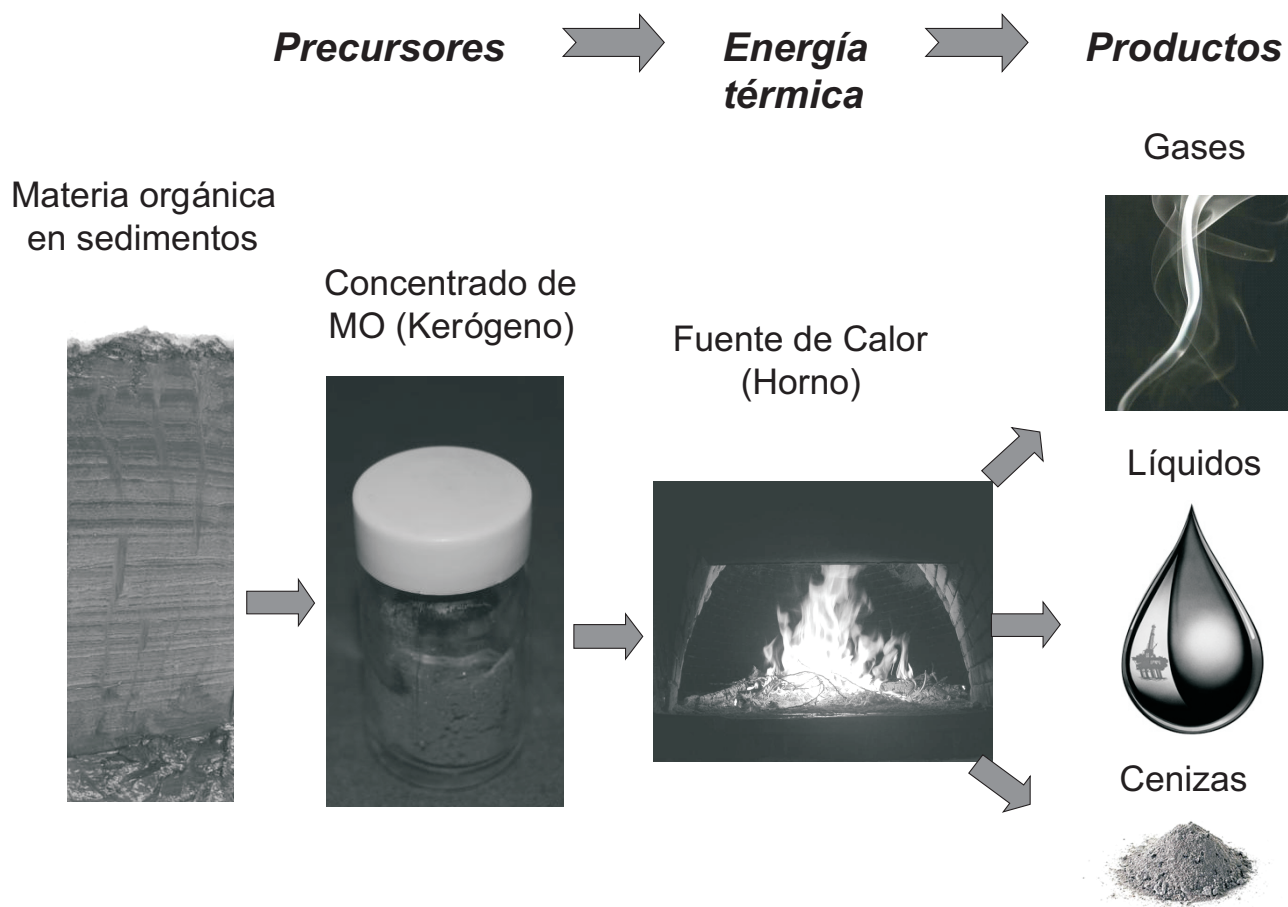 Precursores
Energía
térmica
Productos
Gases
Materia orgánica
en sedimentos
Concentrado de
MO (Kerógeno)
Fuente de Calor
(Horno)
Líquidos
Cenizas